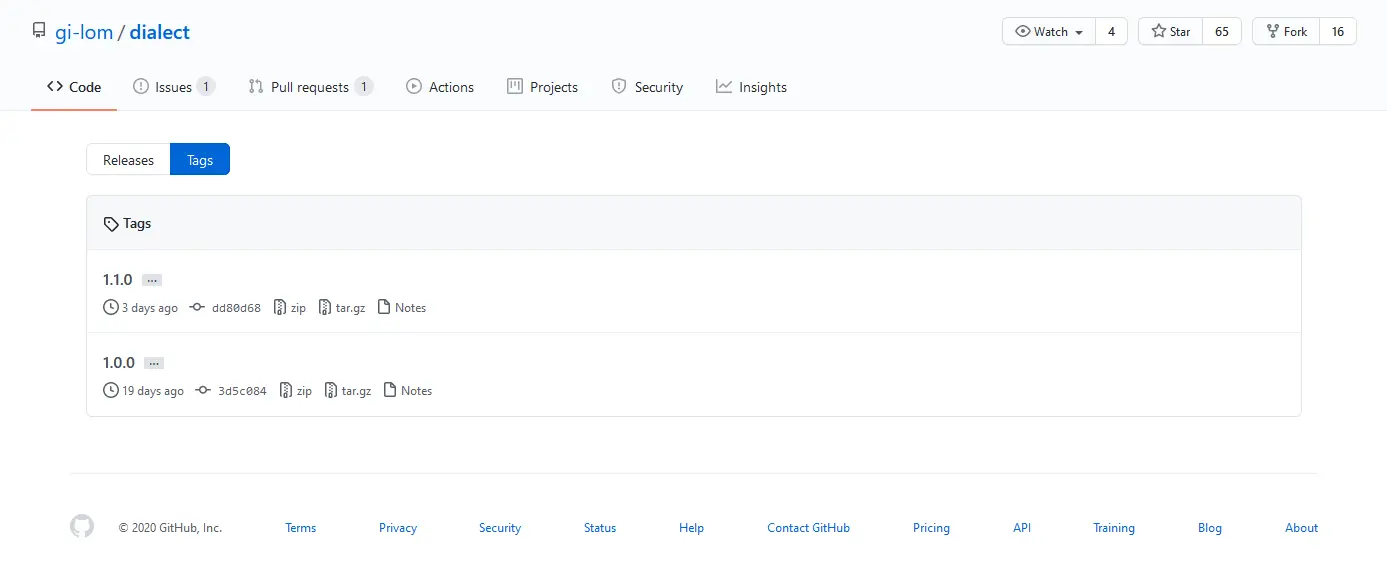 gi-lom / dialect
Watch 4 Star 65 Fork 16
Code Issues 1 Pull requests 1 Actions Projects Security Insights
Releases Tags
Tags
1.1.0 ...
3 days ago dd80d68 zip tar.gz Notes
1.0.0 ...
19 days ago 3d5c084 zip tar.gz Notes
© 2020 GitHub, Inc. Terms Privacy Security Status Help Contact GitHub Pricing API Training Blog About